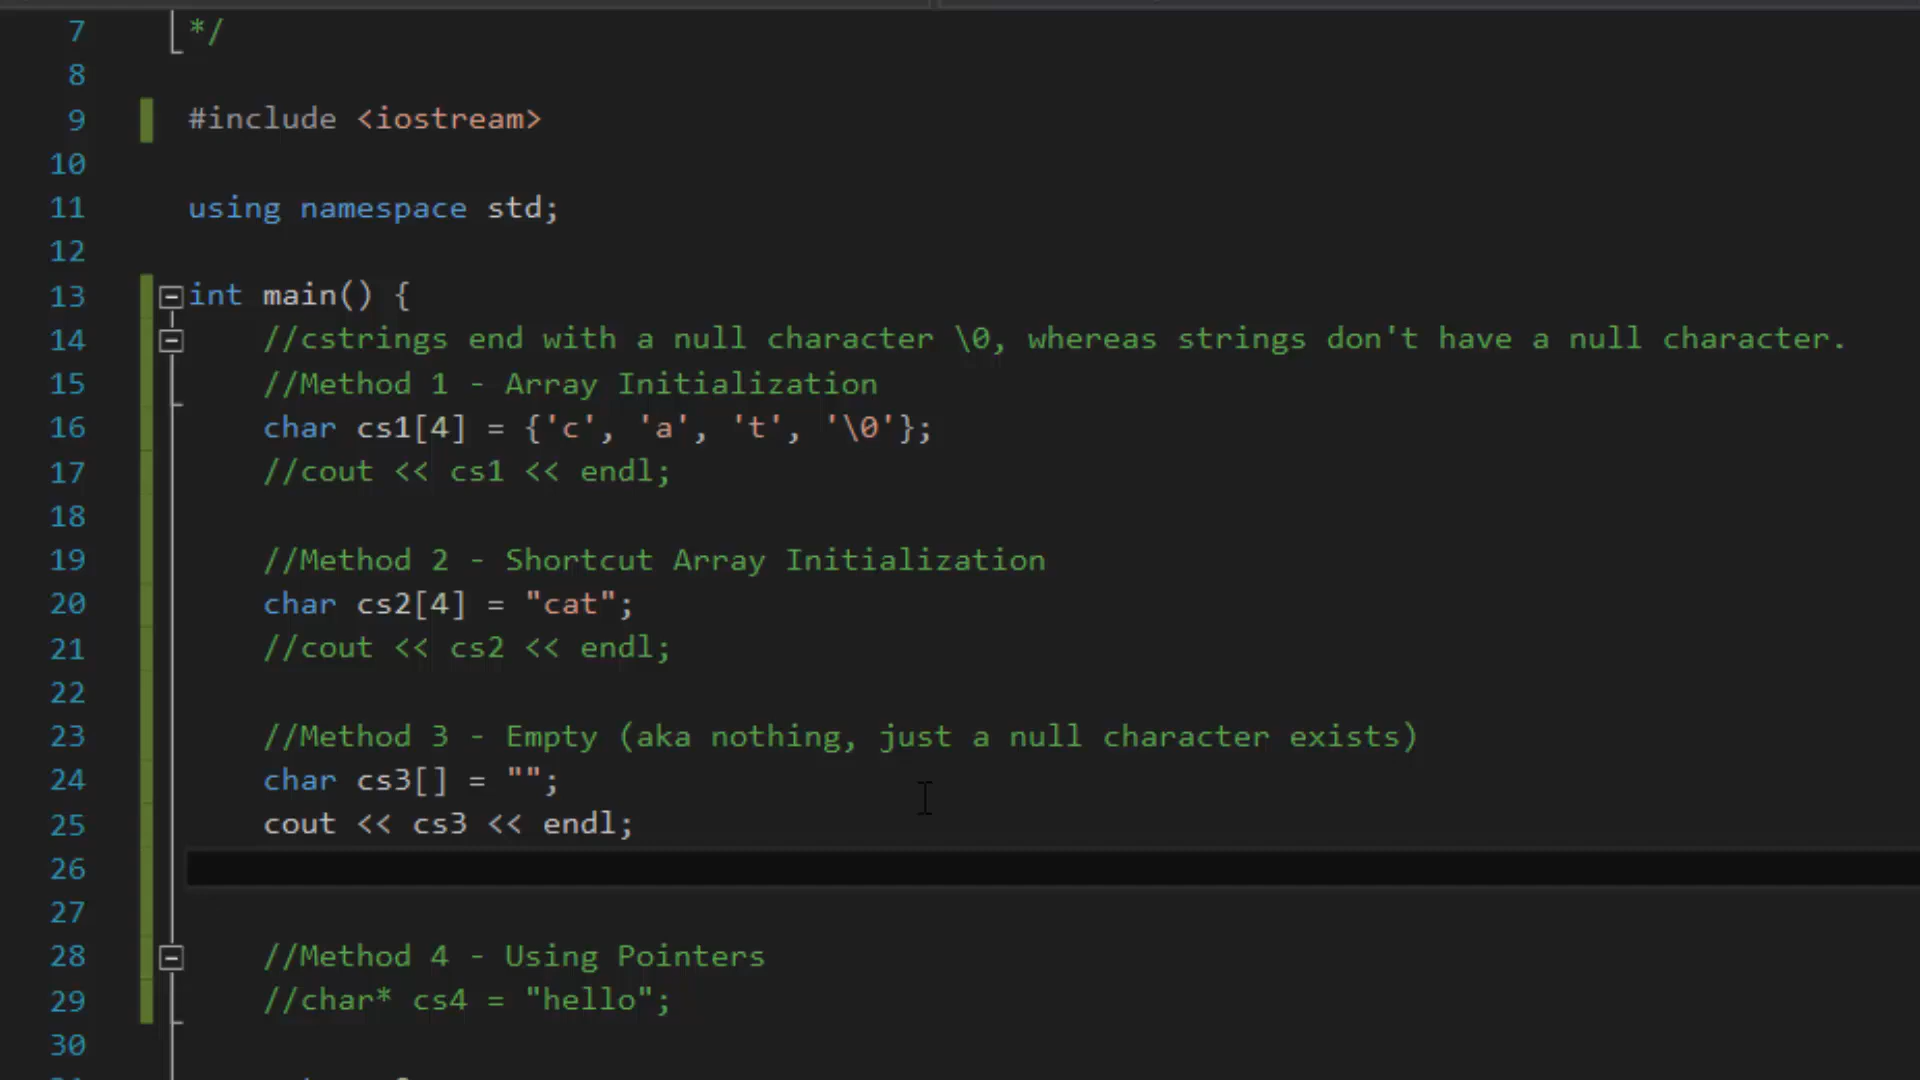 7 */
8
9 #include <iostream>
10
11 using namespace std;
12
13 int main() {
14 //cstrings end with a null character \0, whereas strings don't have a null character.
15 //Method 1 - Array Initialization
16 char cs1[4] = {'c', 'a', 't', '\0'};
17 //cout << cs1 << endl;
18
19 //Method 2 - Shortcut Array Initialization
20 char cs2[4] = "cat";
21 //cout << cs2 << endl;
22
23 //Method 3 - Empty (aka nothing, just a null character exists)
24 char cs3[] = "";
25 cout << cs3 << endl;
26
27
28 //Method 4 - Using Pointers
29 //char* cs4 = "hello";
30